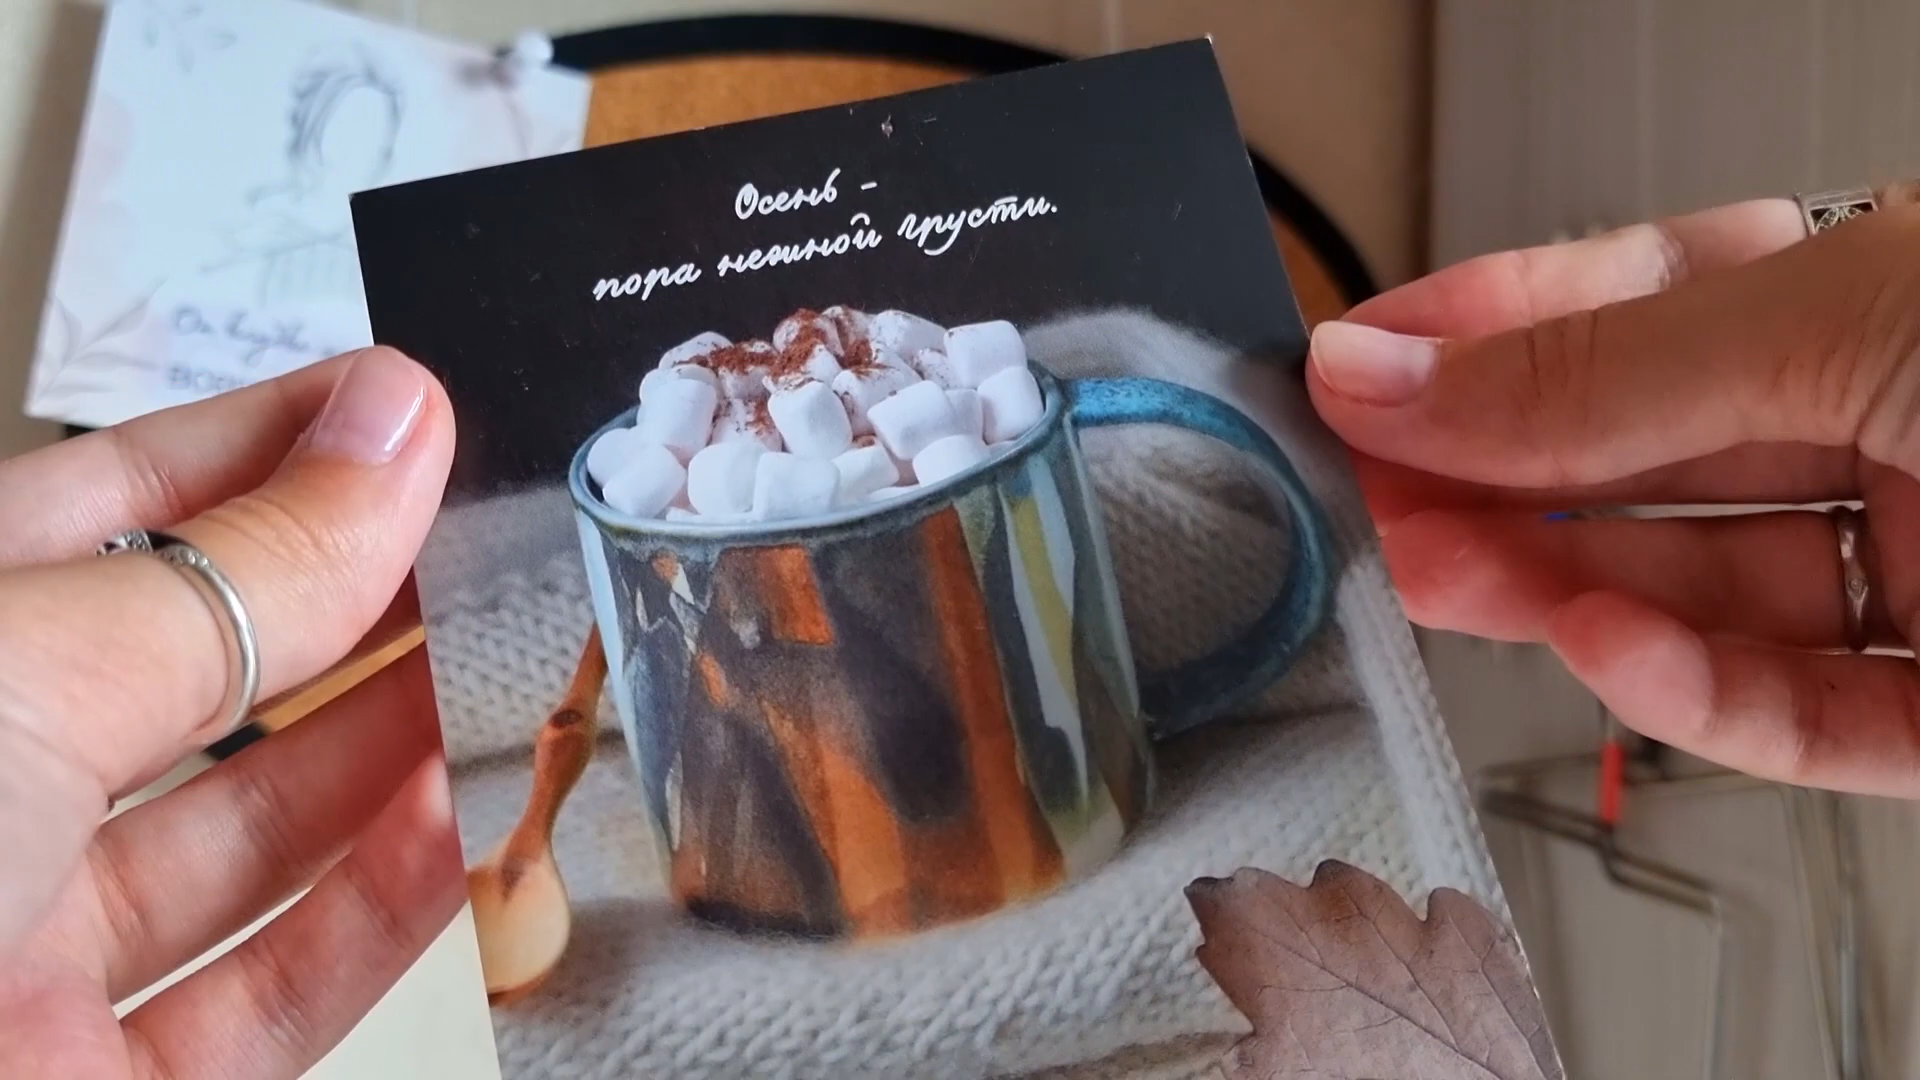 Осень -
пора нежной грусти.